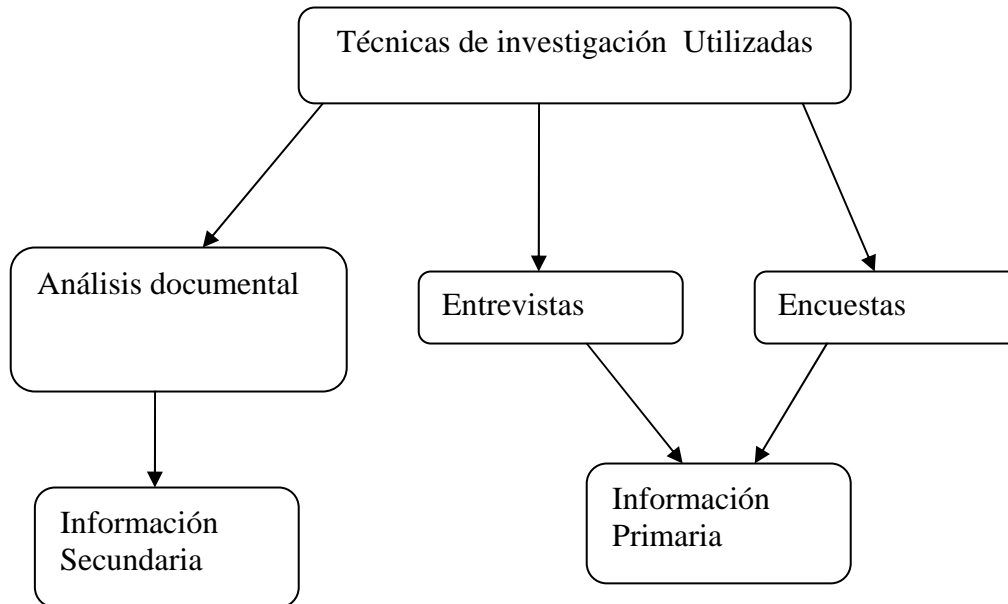 Técnicas de investigación  Utilizadas
Análisis documental
Entrevistas
Encuestas
Información
Secundaria
Información
Primaria